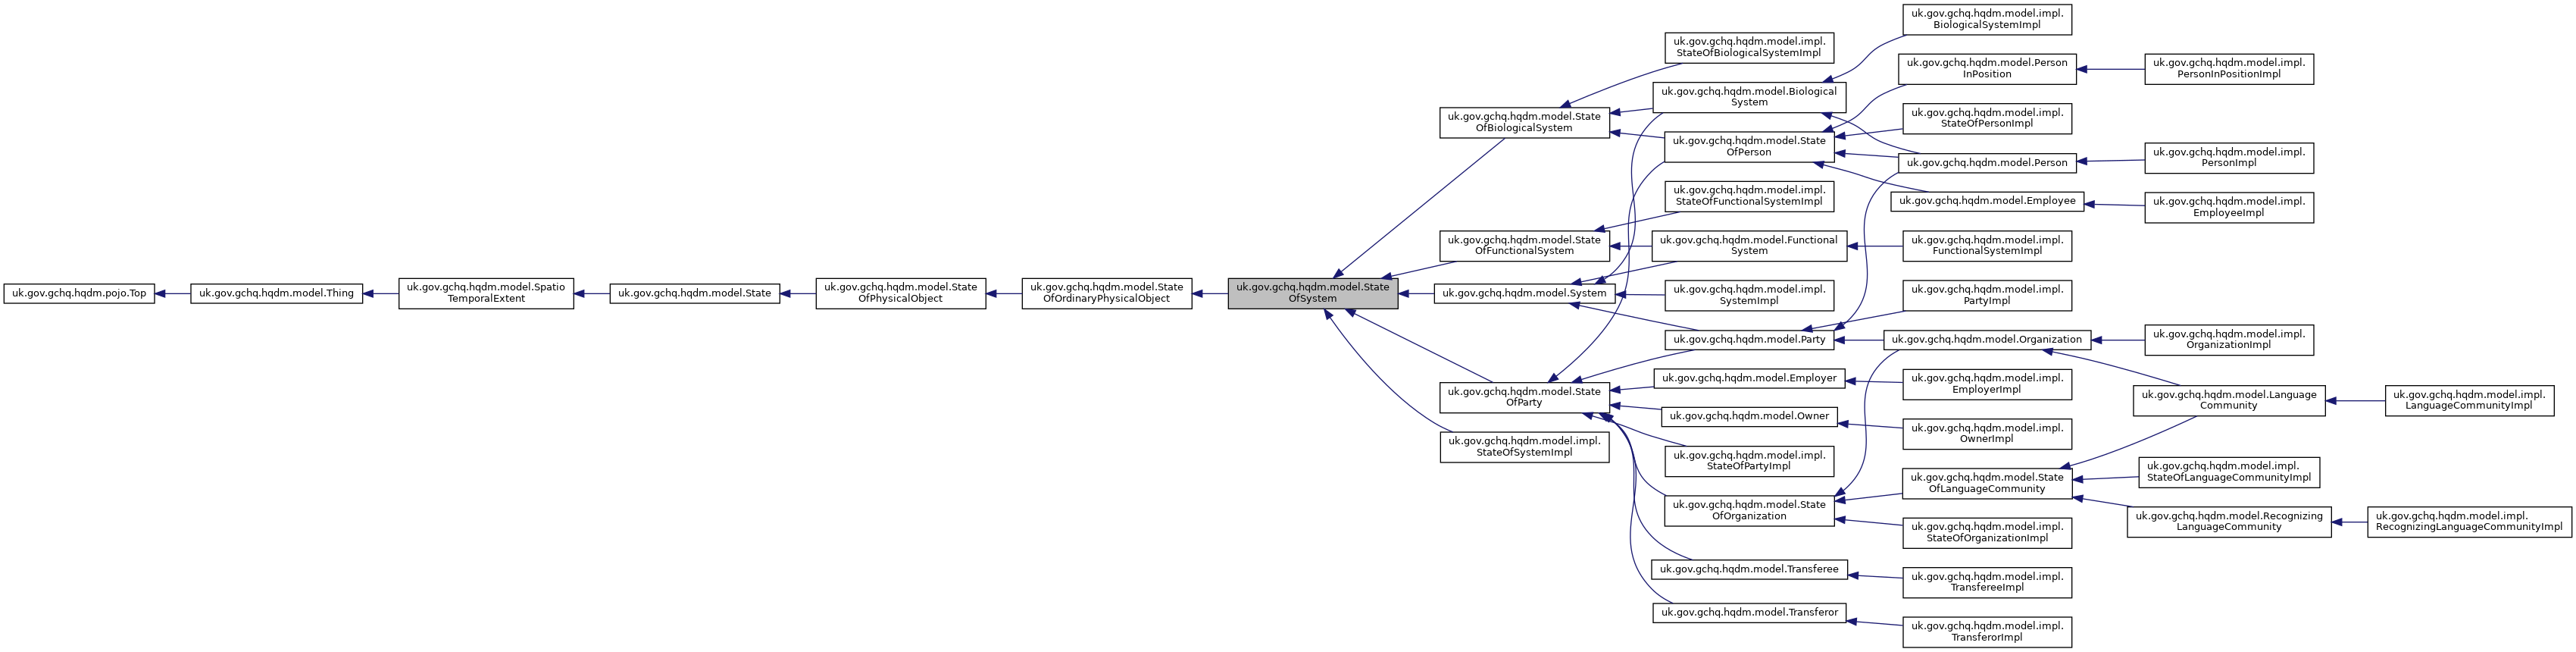 uk.gov.gchq.hqdm.pojo.Top
uk.gov.gchq.hqdm.model.Thing
uk.gov.gchq.hqdm.model.Spatio
TemporalExtent
uk.gov.gchq.hqdm.model.State
uk.gov.gchq.hqdm.model.State
OfPhysicalObject
uk.gov.gchq.hqdm.model.State
OfOrdinaryPhysicalObject
uk.gov.gchq.hqdm.model.State
OfSystem
uk.gov.gchq.hqdm.model.State
OfBiologicalSystem
uk.gov.gchq.hqdm.model.State
OfFunctionalSystem
uk.gov.gchq.hqdm.model.System
uk.gov.gchq.hqdm.model.State
OfParty
uk.gov.gchq.hqdm.model.impl.
StateOfSystemImpl
uk.gov.gchq.hqdm.model.impl.
StateOfBiologicalSystemImpl
uk.gov.gchq.hqdm.model.Biological
System
uk.gov.gchq.hqdm.model.State
OfPerson
uk.gov.gchq.hqdm.model.impl.
StateOfFunctionalSystemImpl
uk.gov.gchq.hqdm.model.Functional
System
uk.gov.gchq.hqdm.model.impl.
SystemImpl
uk.gov.gchq.hqdm.model.Party
uk.gov.gchq.hqdm.model.Employer
uk.gov.gchq.hqdm.model.Owner
uk.gov.gchq.hqdm.model.impl.
StateOfPartyImpl
uk.gov.gchq.hqdm.model.State
OfOrganization
uk.gov.gchq.hqdm.model.Transferee
uk.gov.gchq.hqdm.model.Transferor
uk.gov.gchq.hqdm.model.impl.
BiologicalSystemImpl
uk.gov.gchq.hqdm.model.Person
InPosition
uk.gov.gchq.hqdm.model.impl.
StateOfPersonImpl
uk.gov.gchq.hqdm.model.Person
uk.gov.gchq.hqdm.model.Employee
uk.gov.gchq.hqdm.model.impl.
FunctionalSystemImpl
uk.gov.gchq.hqdm.model.impl.
PartyImpl
uk.gov.gchq.hqdm.model.Organization
uk.gov.gchq.hqdm.model.impl.
EmployerImpl
uk.gov.gchq.hqdm.model.impl.
OwnerImpl
uk.gov.gchq.hqdm.model.State
OfLanguageCommunity
uk.gov.gchq.hqdm.model.impl.
StateOfOrganizationImpl
uk.gov.gchq.hqdm.model.impl.
TransfereeImpl
uk.gov.gchq.hqdm.model.impl.
TransferorImpl
uk.gov.gchq.hqdm.model.impl.
PersonInPositionImpl
uk.gov.gchq.hqdm.model.impl.
PersonImpl
uk.gov.gchq.hqdm.model.impl.
EmployeeImpl
uk.gov.gchq.hqdm.model.impl.
OrganizationImpl
uk.gov.gchq.hqdm.model.Language
Community
uk.gov.gchq.hqdm.model.impl.
StateOfLanguageCommunityImpl
uk.gov.gchq.hqdm.model.Recognizing
LanguageCommunity
uk.gov.gchq.hqdm.model.impl.
LanguageCommunityImpl
uk.gov.gchq.hqdm.model.impl.
RecognizingLanguageCommunityImpl